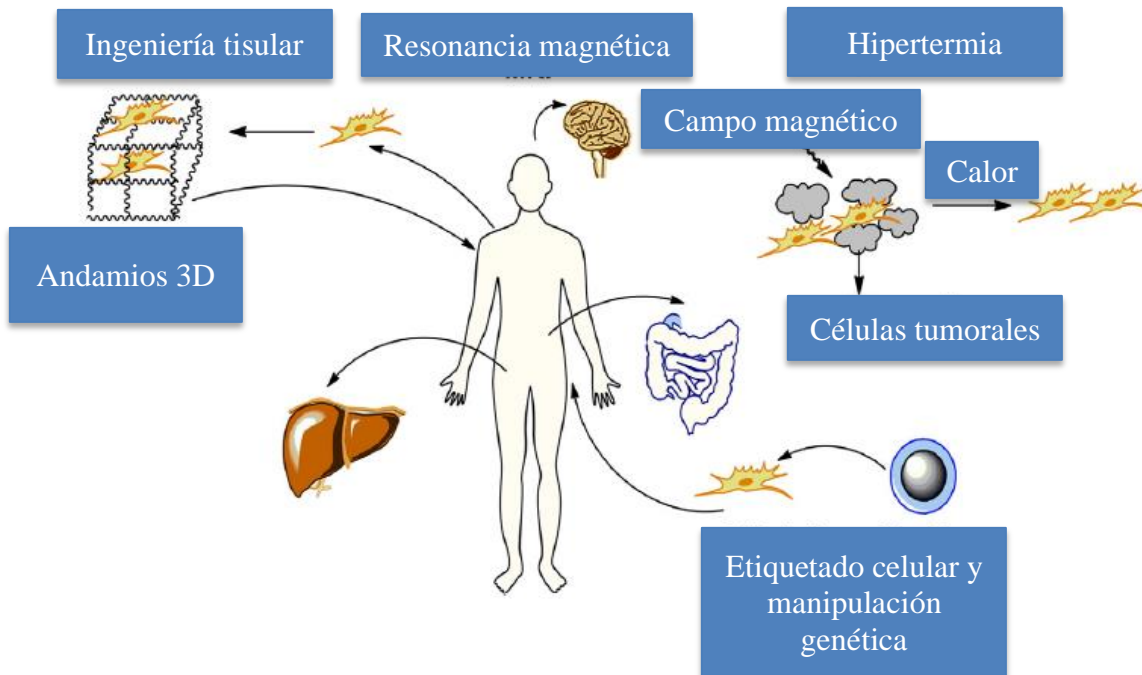 Ingeniería tisular
Resonancia magnética
Hipertermia
Campo magnético
Calor
Andamios 3D
Células tumorales
Etiquetado celular y
manipulación
genética